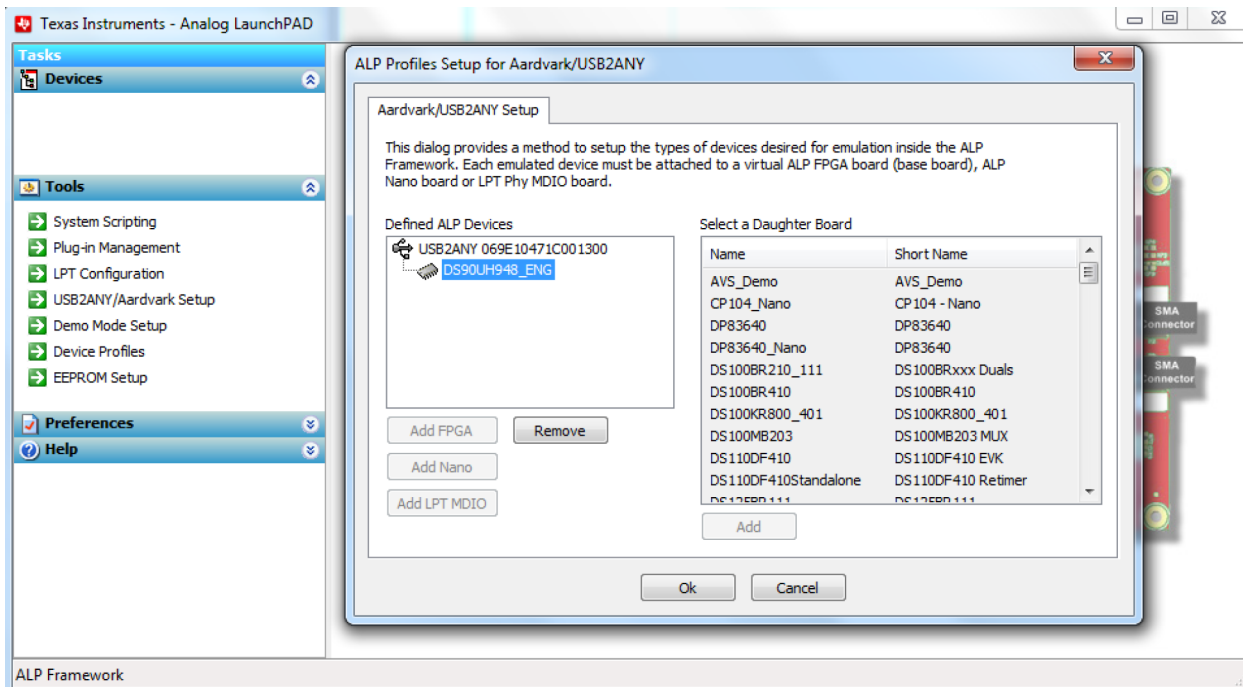 Texas Instruments - Analog LaunchPAD
Tasks
Devices
Tools
System Scripting
Plug-in Management
LPT Configuration
USB2ANY/Aardvark Setup
Demo Mode Setup
Device Profiles
EEPROM Setup
Preferences
Help
ALP Profiles Setup for Aardvark/USB2ANY
Aardvark/USB2ANY Setup
This dialog provides a method to setup the types of devices desired for emulation inside the ALP
Framework. Each emulated device must be attached to a virtual ALP FPGA board (base board), ALP
Nano board or LPT Phy MDIO board.
Defined ALP Devices
USB2ANY 069E10471C001300
DS90UH948_ENG
Add FPGA
Remove
Add Nano
Add LPT MDIO
Select a Daughter Board
Name Short Name
AVS_Demo AVS_Demo
CP104_Nano CP104 - Nano
DP83640 DP83640
DP83640_Nano DP83640
DS100BR210_111 DS100BRxxx Duals
DS100BR410 DS100BR410
DS100KR800_401 DS100KR800_401
DS100MB203 DS100MB203 MUX
DS110DF410 DS110DF410 EVK
DS110DF410Standalone DS110DF410 Retimer
Add
Ok
Cancel
SMA
Connector
SMA
Connector
ALP Framework